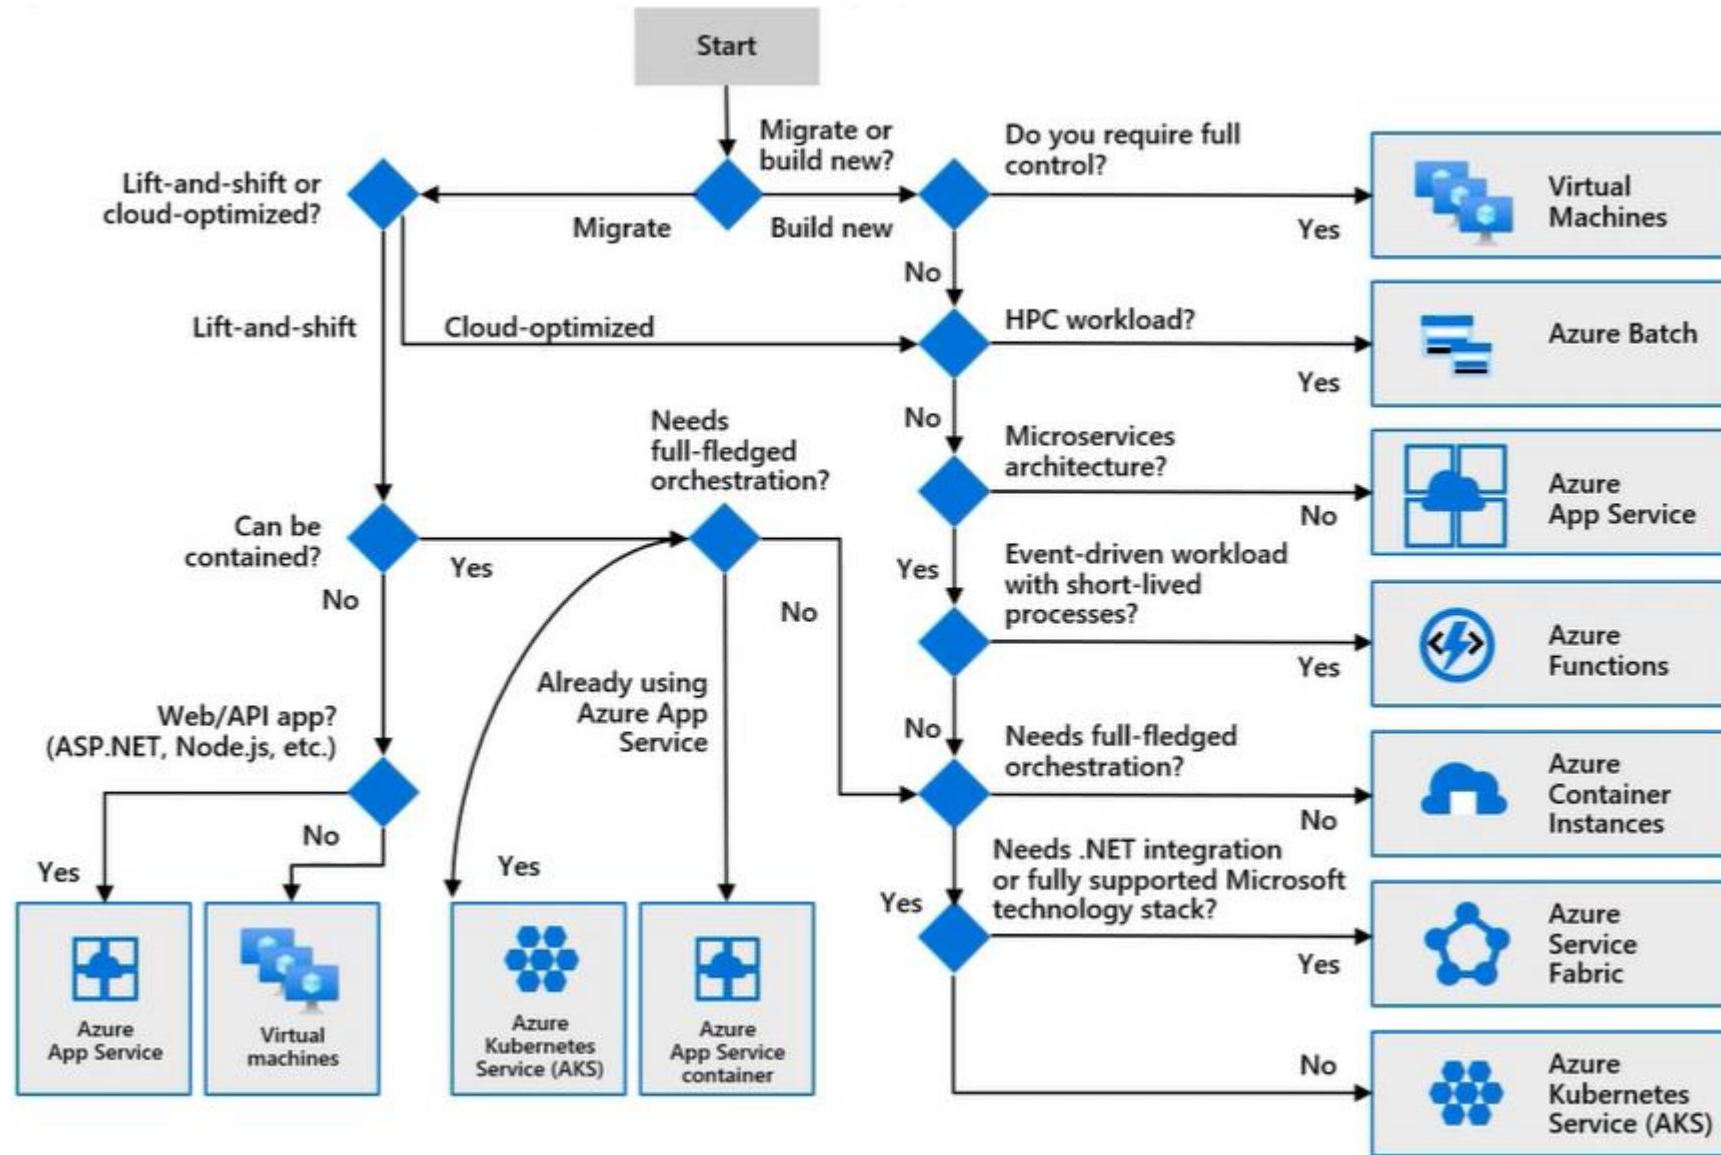 Start
Migrate or
build new?
Do you require full
control?
Lift-and-shift or
cloud-optimized?
Migrate
Build new
Yes
Virtual
Machines
No
Lift-and-shift
Cloud-optimized
HPC workload?
Yes
Azure Batch
No
Needs
full-fledged
orchestration?
Microservices
architecture?
No
Azure
App Service
Can be
contained?
Yes
No
No
Yes
Event-driven workload
with short-lived
processes?
Yes
Azure
Functions
Already using
Azure App
Service
Web/API app?
(ASP.NET, Node.js, etc.)
No
Needs full-fledged
orchestration?
No
Azure
Container
Instances
No
Yes
Yes
Yes
Needs .NET integration
or fully supported Microsoft
technology stack?
Yes
Azure
Service
Fabric
Azure
App Service
Virtual
machines
Azure
Kubernetes
Service (AKS)
Azure
App Service
container
No
Azure
Kubernetes
Service (AKS)